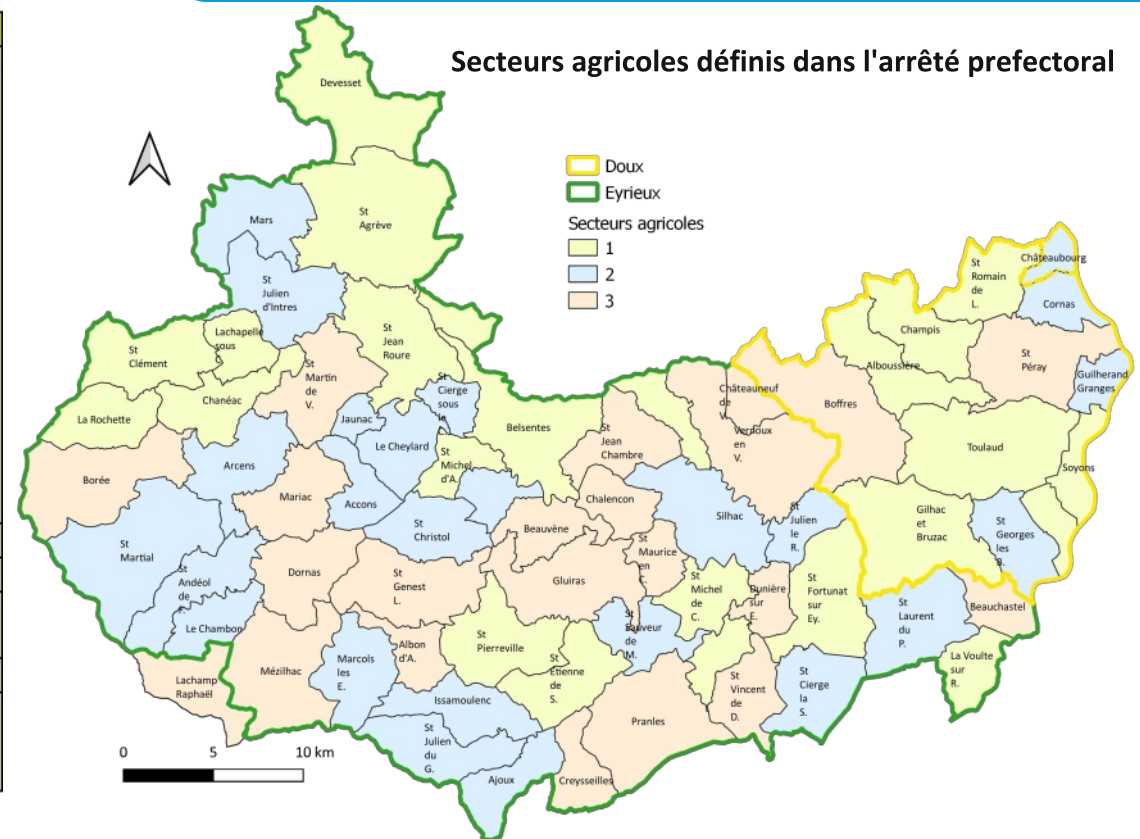 Secteurs agricoles définis dans l'arrêté prefectoral
Doux
Eyrieux
Secteurs agricoles
1
2
3
Devesset
St
Agrève
Mars
St
Julien
d'Intres
Lachapelle
sous
St
Clément
St
Jean
Roure
St
Martin
de
V.
Chanéac
La Rochette
St
Cierge
sous
le
Jaunac
Le Cheylard
Belsentes
St
Michel
d'A.
Arcens
Borée
Mariac
Accons
St
Christol
St
Martial
St
Andéol
de
F.
Le Chambon
Dornas
St
Genest
L.
Beauvène
Gluiras
Chalencon
St
Jean
Chambre
Châteauneuf
de
V.
Vernoux
en
V.
Boffres
Silhac
St
Julien
le
R.
St
Maurice
en
C.
St
Michel
de
C.
Dunière
sur
E.
St
Fortunat
sur
Ey.
St
Sauveur
de
M.
St
Pierreville
St
Etienne
de
S.
Albon
d'A.
Marcols
les
E.
Mézilhac
Lachamp
Raphaël
Issamoulenc
St
Julien
du
G.
Ajoux
Creysseilles
Pranles
St
Vincent
de
D.
St
Cierge
la
S.
St
Laurent
du
P.
Beauchastel
La Voulte
sur
R.
St
Romain
de
L.
Châteaubourg
Cornas
Champis
Alboussière
St
Péray
Guilherand
Granges
Toulaud
Soyons
Gilhac
et
Bruzac
St
Georges
les
B.
0 5 10 km